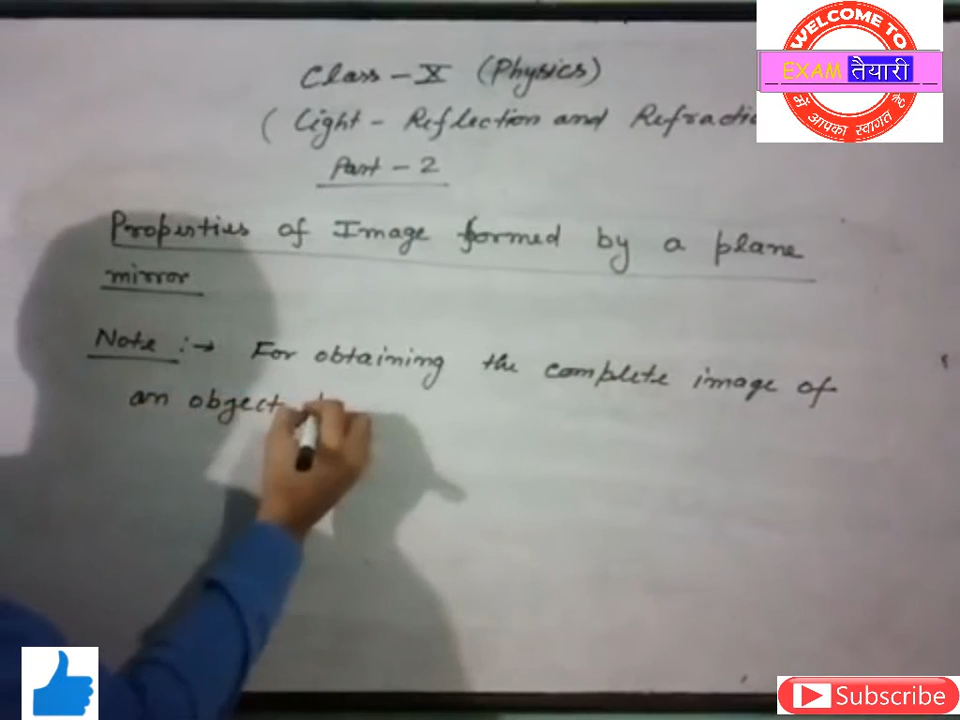 Class - X (Physics)
( Light - Reflection and Refractio
Part - 2
Properties of Image formed by a plane
mirror
Note :→ For obtaining the complete image of
an object
WELCOME TO
EXAM तैयारी
में आपका स्वागत है
Subscribe